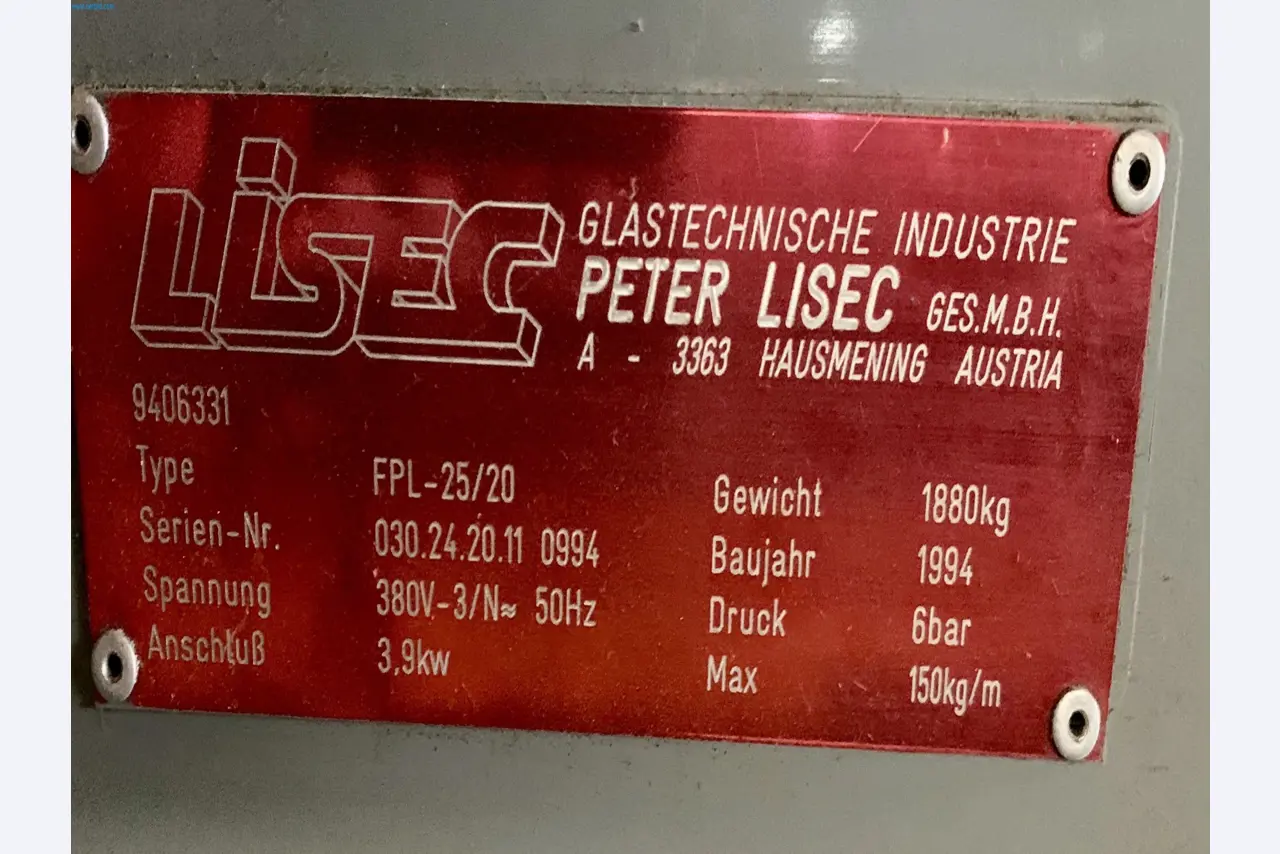 LISEC
GLASTECHNISCHE INDUSTRIE
PETER LISEC GES.M.B.H.
A - 3363 HAUSMENING AUSTRIA
9406331
Type FPL-25/20 Gewicht 1880kg
Serien-Nr. 030.24.20.11 0994 Baujahr 1994
Spannung 380V-3/N≈ 50Hz Druck 6bar
Anschluß 3,9kw Max 150kg/m